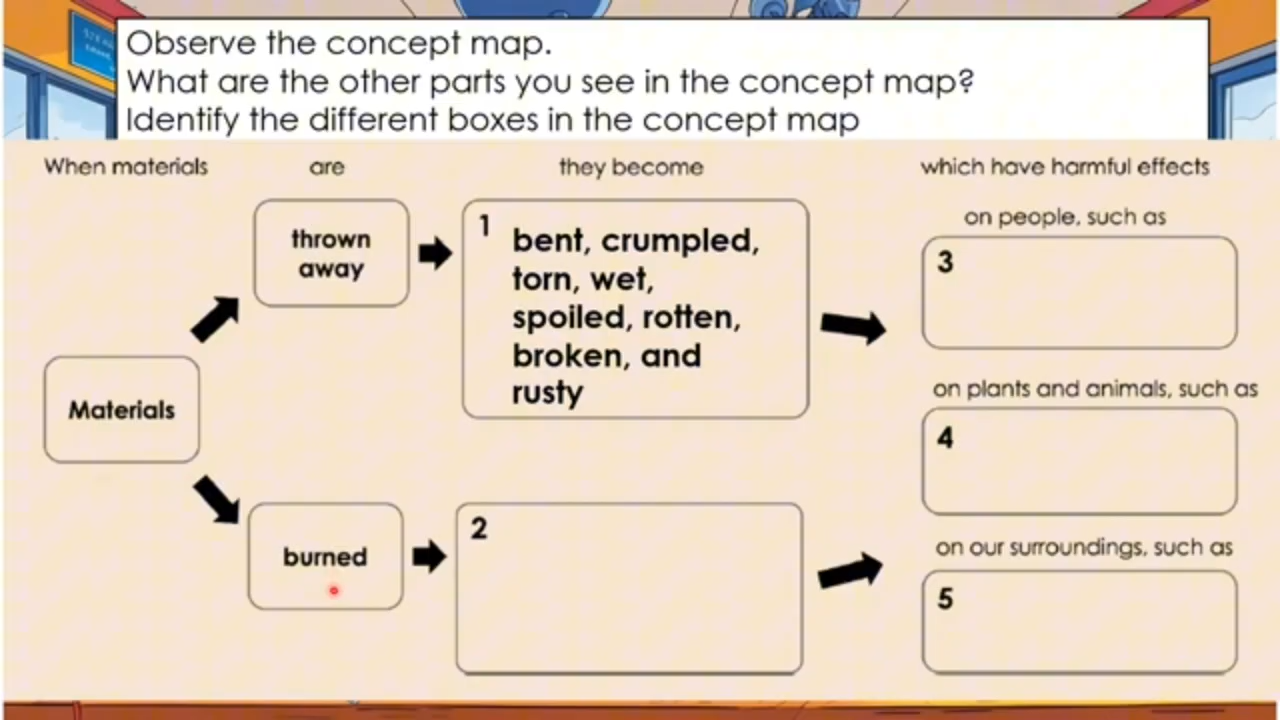 Observe the concept map.
What are the other parts you see in the concept map?
Identify the different boxes in the concept map
When materials
are
they become
which have harmful effects
on people, such as
thrown
away
1
bent, crumpled,
torn, wet,
spoiled, rotten,
broken, and
rusty
3
Materials
on plants and animals, such as
4
burned
2
on our surroundings, such as
5